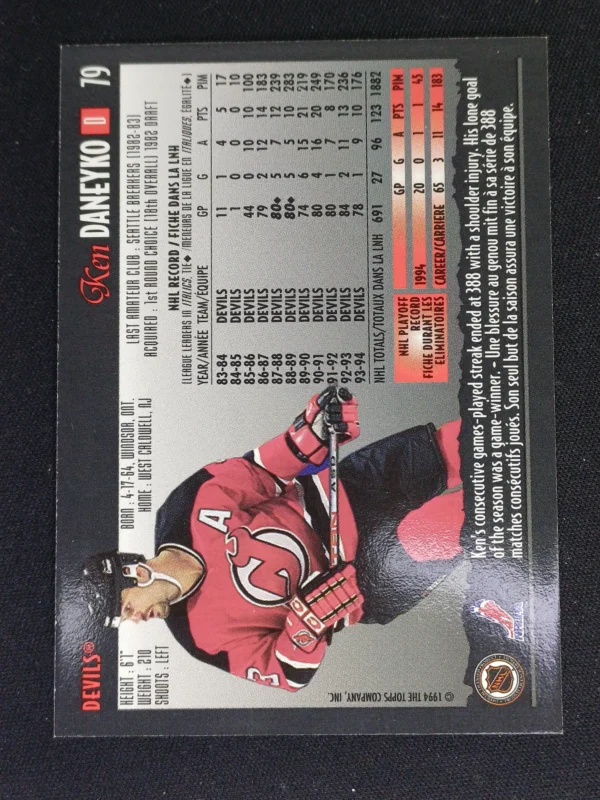 DEVILS®
Ken DANEYKO D 79
HEIGHT : 6'1"
WEIGHT : 210
SHOOTS : LEFT
BORN : 4-17-64, WINDSOR, ONT.
HOME : WEST CALDWELL, NJ
LAST AMATEUR CLUB : SEATTLE BREAKERS (1982-83)
ACQUIRED : 1st ROUND CHOICE (18th OVERALL) 1982 DRAFT
NHL RECORD / FICHE DANS LA LNH
(LEAGUE LEADERS IN ITALICS, TIE♦) /MENEURS DE LA LIGUE EN ITALIQUES, ÉGALITÉ♦)
YEAR/ANNÉE TEAM/ÉQUIPE GP G A PTS PIM
83-84 DEVILS 11 1 4 5 17
84-85 DEVILS 1 0 0 0 10
85-86 DEVILS 44 0 10 10 100
86-87 DEVILS 79 2 12 14 183
87-88 DEVILS 80♦ 5 7 12 239
88-89 DEVILS 80♦ 5 5 10 283
89-90 DEVILS 74 6 15 21 219
90-91 DEVILS 80 4 16 20 249
91-92 DEVILS 80 1 7 8 170
92-93 DEVILS 84 2 11 13 236
93-94 DEVILS 78 1 9 10 176
NHL TOTALS/TOTAUX DANS LA LNH 691 27 96 123 1882
NHL PLAYOFF
RECORD
FICHE DURANT LES
ELIMINATOIRES
GP G A PTS PIM
1994 20 0 1 1 45
CAREER/CARRIÈRE 65 3 11 14 183
Ken's consecutive games-played streak ended at 388 with a shoulder injury. His lone goal
of the season was a game-winner. - Une blessure au genou mit fin à sa série de 388
matches consécutifs joués. Son seul but de la saison assura une victoire à son équipe.
A
© 1994 THE TOPPS COMPANY, INC.
NHLPA
NHL